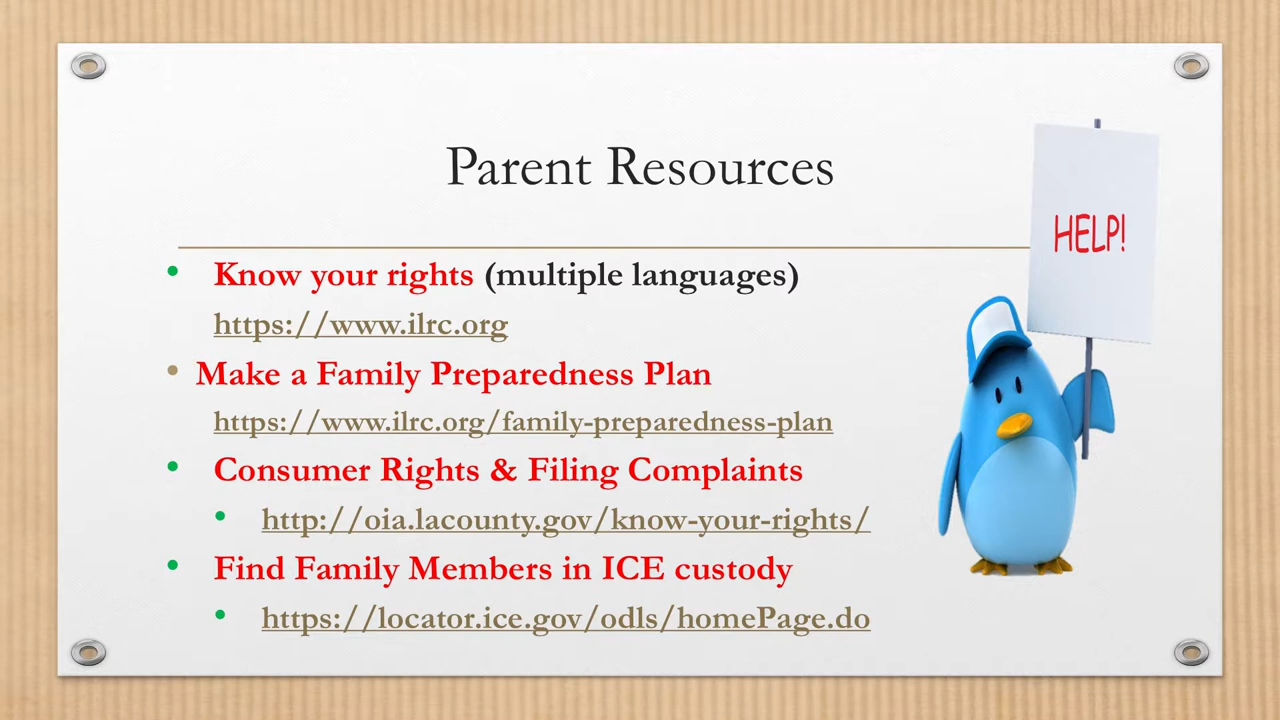 Parent Resources
HELP!
• Know your rights (multiple languages)
https://www.ilrc.org
• Make a Family Preparedness Plan
https://www.ilrc.org/family-preparedness-plan
• Consumer Rights & Filing Complaints
• http://oia.lacounty.gov/know-your-rights/
• Find Family Members in ICE custody
• https://locator.ice.gov/odls/homePage.do